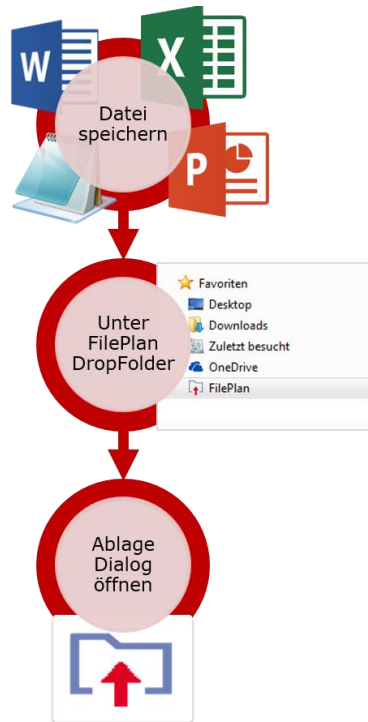 W
X
Datei
speichern
P
Unter
FilePlan
DropFolder
Favoriten
Desktop
Downloads
Zuletzt besucht
OneDrive
FilePlan
Ablage
Dialog
öffnen